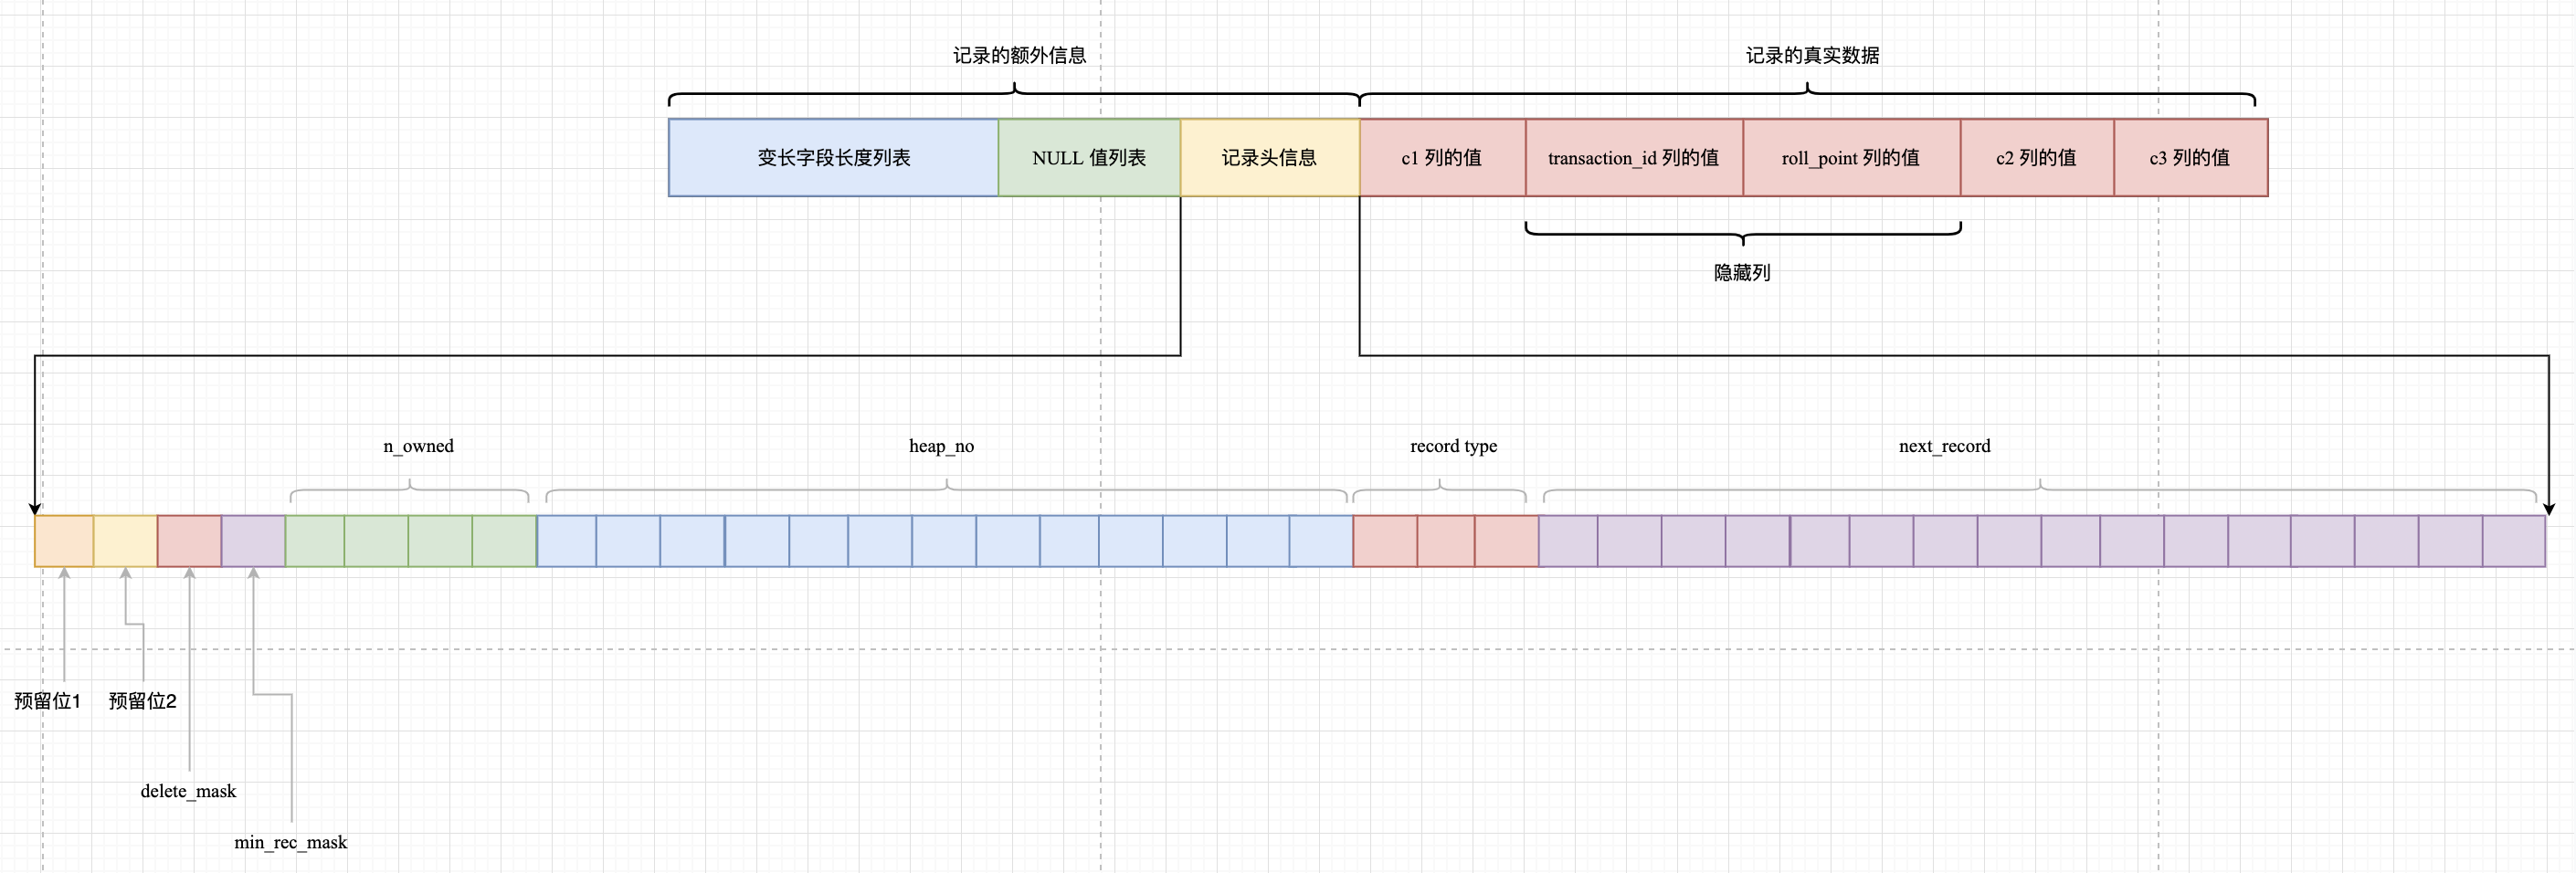 记录的额外信息
记录的真实数据
变长字段长度列表
NULL 值列表
记录头信息
c1 列的值
transaction_id 列的值
roll_point 列的值
c2 列的值
c3 列的值
隐藏列
n_owned
heap_no
record type
next_record
预留位1
预留位2
delete_mask
min_rec_mask